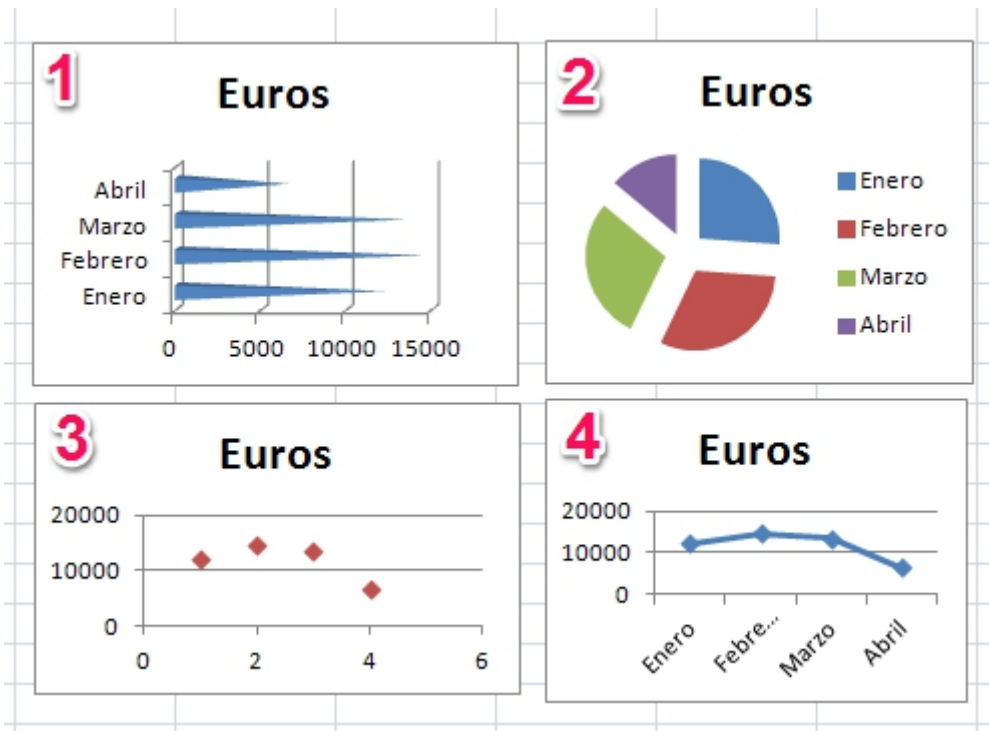 1
Euros
Abril
Marzo
Febrero
Enero
0 5000 10000 15000
2
Euros
Enero
Febrero
Marzo
Abril
3
Euros
20000
10000
0
0 2 4 6
4
Euros
20000
10000
0
Enero Febre... Marzo Abril